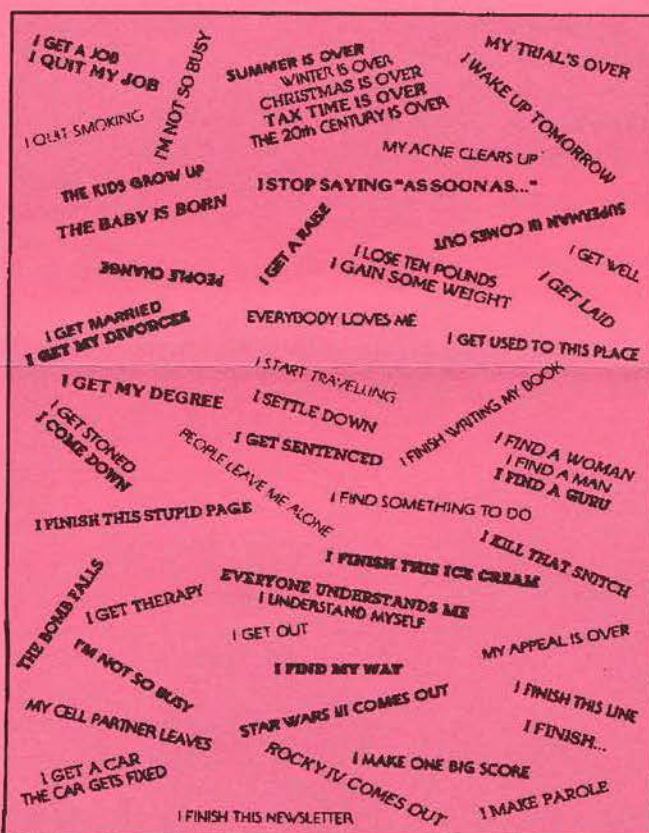 I GET A JOB
I QUIT MY JOB
I'M NOT SO BUSY
SUMMER IS OVER
WINTER IS OVER
CHRISTMAS IS OVER
TAX TIME IS OVER
THE 20th CENTURY IS OVER
MY TRIAL'S OVER
I WAKE UP TOMORROW
I QUIT SMOKING
MY ACNE CLEARS UP
THE KIDS GROW UP
THE BABY IS BORN
I STOP SAYING "AS SOON AS..."
SUPERMAN III COMES OUT
PEOPLE CHANGE
I GET A RAISE
I LOSE TEN POUNDS
I GAIN SOME WEIGHT
I GET WELL
I GET LAID
I GET MARRIED
I GET MY DIVORCES
EVERYBODY LOVES ME
I GET USED TO THIS PLACE
I START TRAVELLING
I SETTLE DOWN
I GET MY DEGREE
I GET STONED
I COME DOWN
PEOPLE LEAVE ME ALONE
I GET SENTENCED
I FINISH WRITING MY BOOK
I FIND A WOMAN
I FIND A MAN
I FIND A GURU
I FINISH THIS STUPID PAGE
I FIND SOMETHING TO DO
I KILL THAT SNITCH
I FINISH THIS ICE CREAM
THE BOMB FALLS
I GET THERAPY
EVERYONE UNDERSTANDS ME
I UNDERSTAND MYSELF
I GET OUT
MY APPEAL IS OVER
I'M NOT SO BUSY
I FIND MY WAY
MY CELL PARTNER LEAVES
STAR WARS III COMES OUT
I FINISH THIS LINE
I FINISH...
I GET A CAR
THE CAR GETS FIXED
ROCKY IV COMES OUT
I MAKE ONE BIG SCORE
I MAKE PAROLE
I FINISH THIS NEWSLETTER